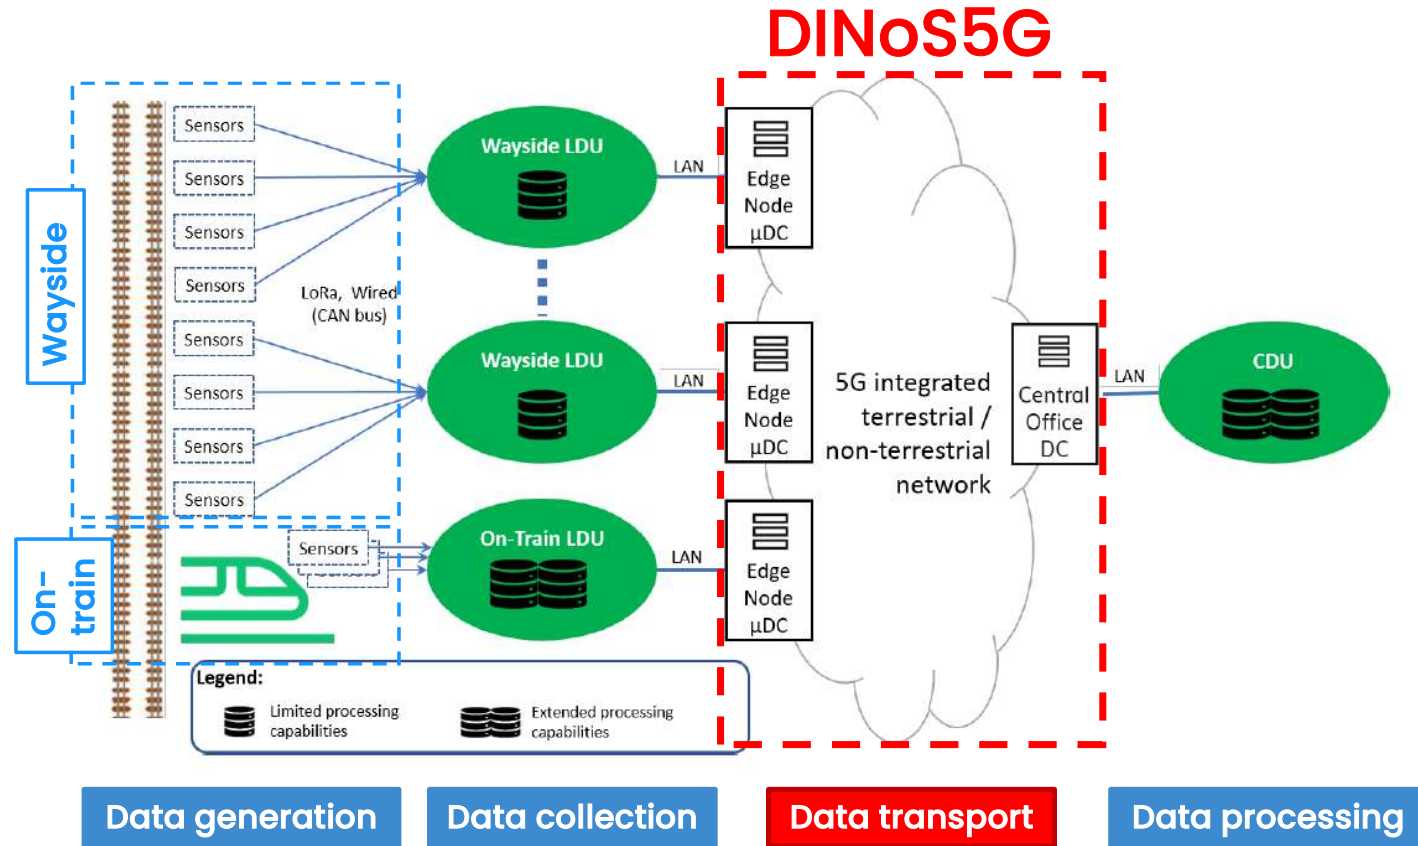 DINoS5G
Wayside
Sensors
Sensors
Sensors
Sensors
Sensors
Sensors
Sensors
Sensors
LoRa, Wired
(CAN bus)
Wayside LDU
LAN
Edge
Node
µDC
Wayside LDU
LAN
Edge
Node
µDC
5G integrated
terrestrial /
non-terrestrial
network
Central
Office
DC
LAN
CDU
On-
train
Sensors
On-Train LDU
LAN
Edge
Node
µDC
Legend:
Limited processing
capabilities
Extended processing
capabilities
Data generation
Data collection
Data transport
Data processing